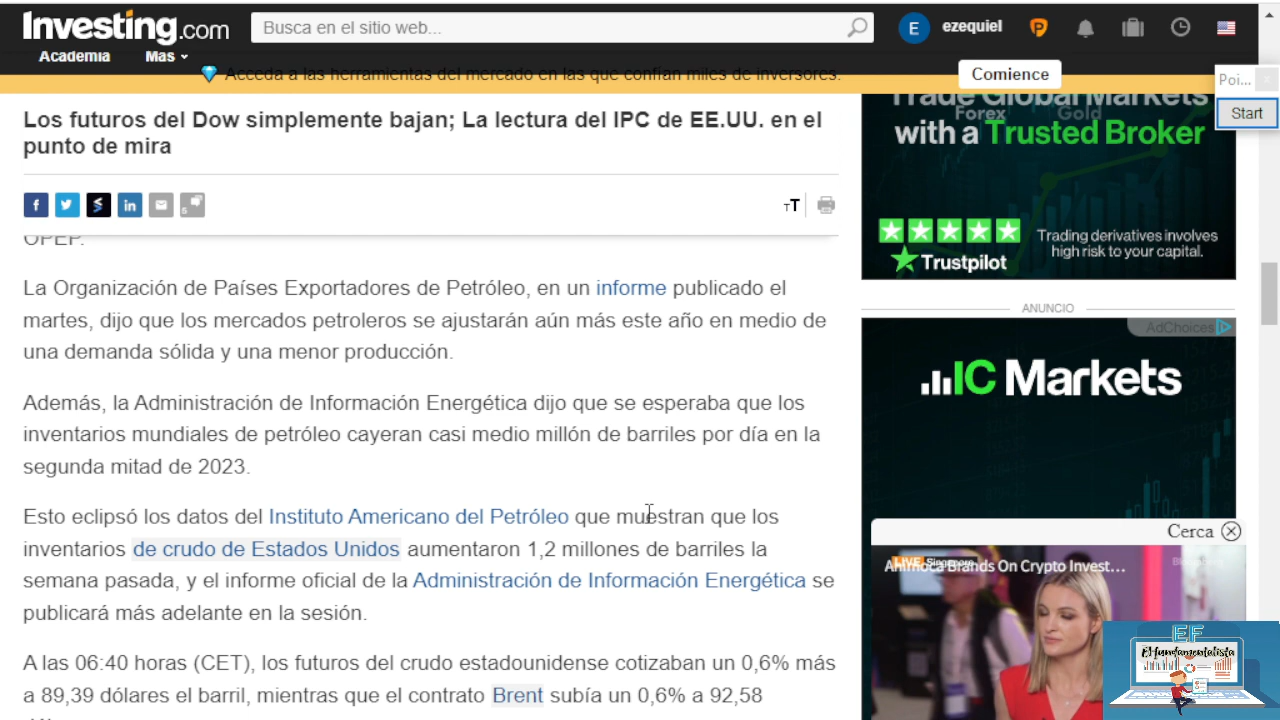 Investing.com
Busca en el sitio web...
E
ezequiel
Academia
Mas
Acceda a las herramientas del mercado en las que confían miles de inversores.
Comience
Poi...
x
Start
Los futuros del Dow simplemente bajan; La lectura del IPC de EE.UU. en el
punto de mira
TT
OPEP.
La Organización de Países Exportadores de Petróleo, en un informe publicado el
martes, dijo que los mercados petroleros se ajustarán aún más este año en medio de
una demanda sólida y una menor producción.
Además, la Administración de Información Energética dijo que se esperaba que los
inventarios mundiales de petróleo cayeran casi medio millón de barriles por día en la
segunda mitad de 2023.
Esto eclipsó los datos del Instituto Americano del Petróleo que muestran que los
inventarios de crudo de Estados Unidos aumentaron 1,2 millones de barriles la
semana pasada, y el informe oficial de la Administración de Información Energética se
publicará más adelante en la sesión.
A las 06:40 horas (CET), los futuros del crudo estadounidense cotizaban un 0,6% más
a 89,39 dólares el barril, mientras que el contrato Brent subía un 0,6% a 92,58
Trade Global Markets
Forex Gold
with a Trusted Broker
Trustpilot
Trading derivatives involves
high risk to your capital.
ANUNCIO
AdChoices
IC Markets
Cerca
LIVE Singapore
Animoca Brands On Crypto Invest...
EF
El fundamentalista